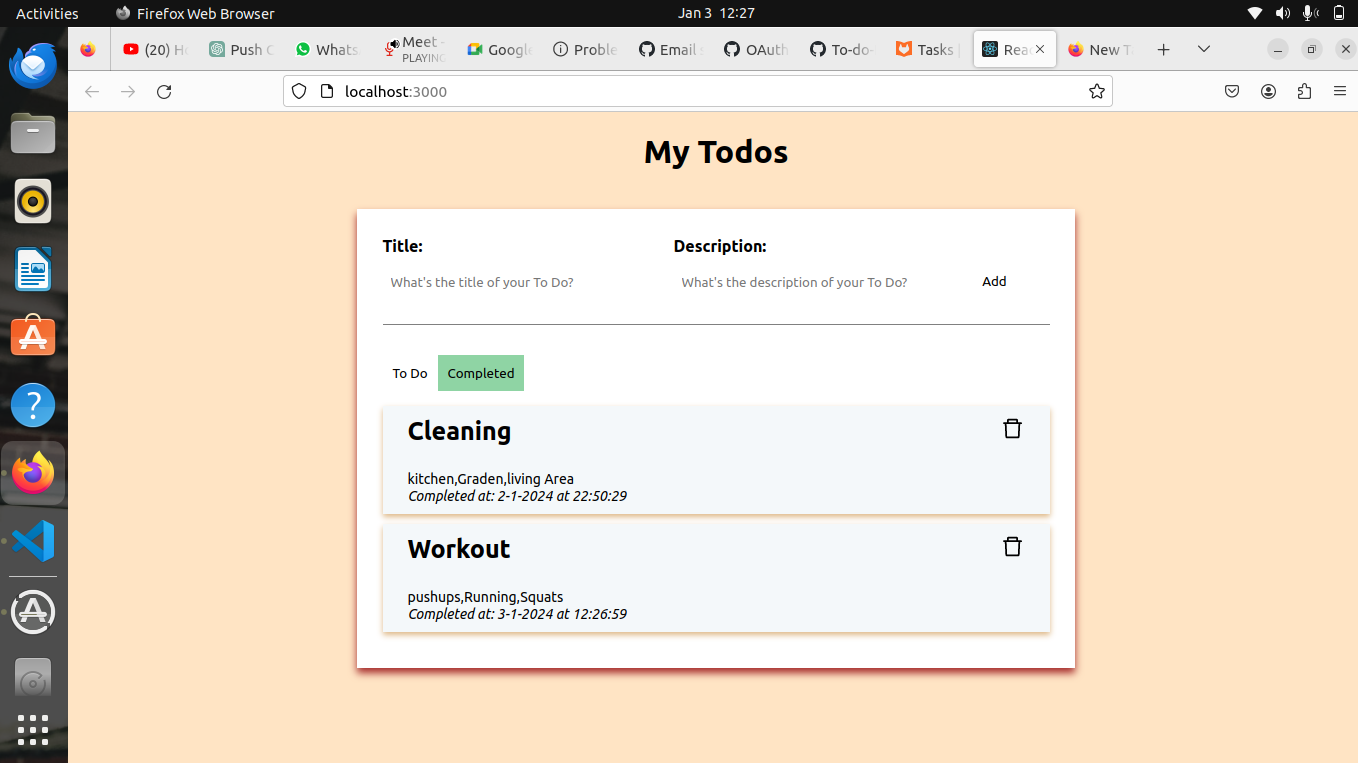 Activities Firefox Web Browser Jan 3 12:27
(20) Ho Push C Whats Meet - Google Proble Email s OAuth To-do- Tasks | Reac New T
PLAYING
localhost:3000
My Todos
Title: Description:
What's the title of your To Do? What's the description of your To Do? Add
To Do Completed
Cleaning
kitchen,Graden,living Area
Completed at: 2-1-2024 at 22:50:29
Workout
pushups,Running,Squats
Completed at: 3-1-2024 at 12:26:59